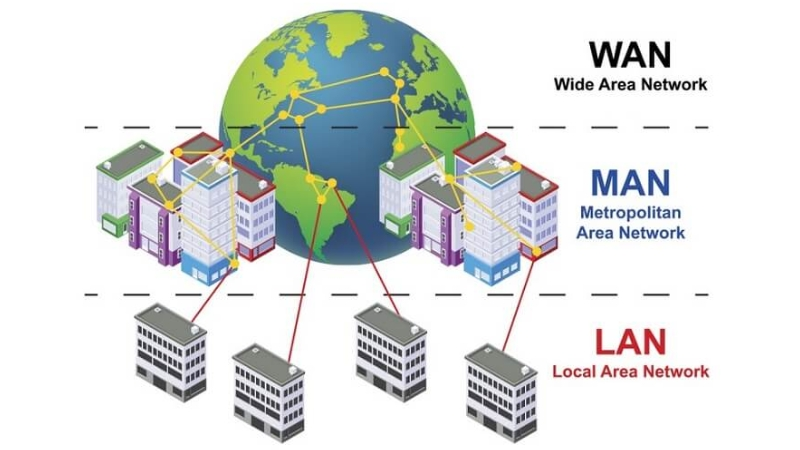 WAN
Wide Area Network
MAN
Metropolitan
Area Network
LAN
Local Area Network